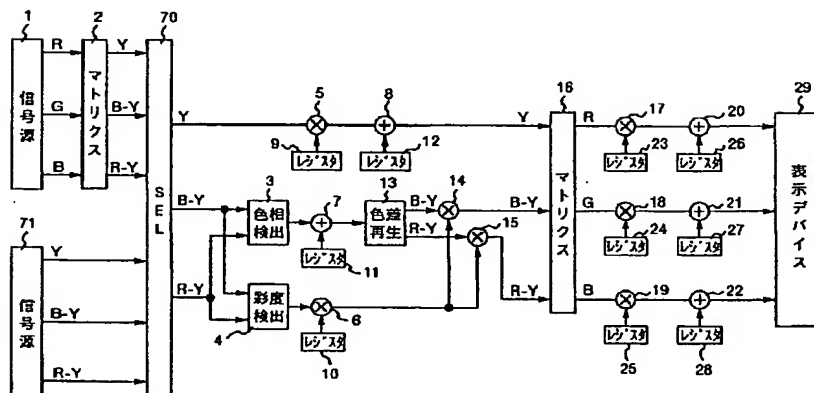 1
2
70
信号源
R
G
B
マトリクス
Y
B-Y
R-Y
SEL
71
信号源
Y
B-Y
R-Y
Y
B-Y
R-Y
5
8
9
レジスタ
12
レジスタ
Y
3
色相検出
7
レジスタ
11
13
色差再生
B-Y
R-Y
14
15
B-Y
R-Y
彩度検出
4
6
レジスタ
10
16
マトリクス
R
G
B
17
20
レジスタ
23
レジスタ
26
18
21
レジスタ
24
レジスタ
27
19
22
レジスタ
25
レジスタ
28
29
表示デバイス